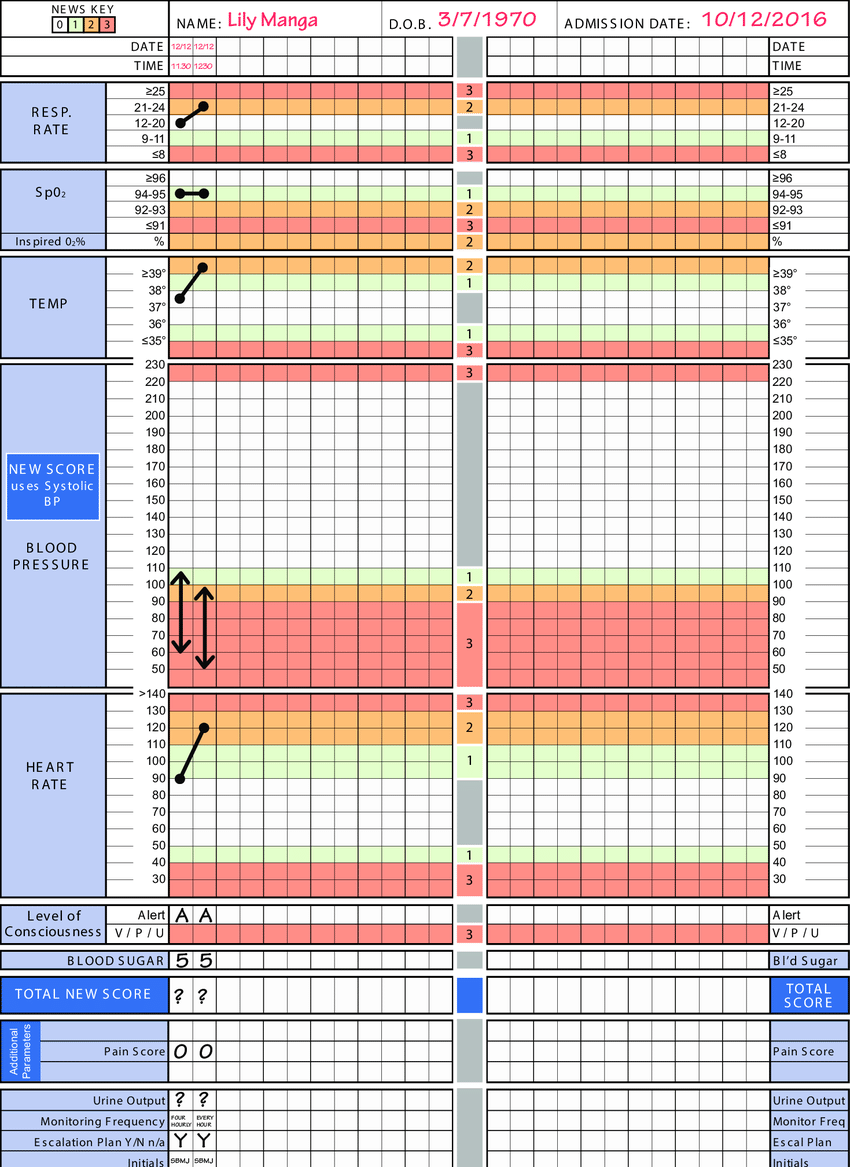 NEWS KEY
0 1 2 3
NAME: Lily Manga
D.O.B. 3/7/1970
ADMISSION DATE: 10/12/2016
DATE 12/12 12/12 DATE
TIME 11.30 1230 TIME
RESP. RATE
≥25 3 ≥25
21-24 2 21-24
12-20 12-20
9-11 1 9-11
≤8 3 ≤8
SpO₂
≥96 ≥96
94-95 1 94-95
92-93 2 92-93
≤91 3 ≤91
Inspired O₂% % 2 %
TEMP
2
≥39° 1 ≥39°
38° 38°
37° 37°
36° 1 36°
≤35° 3 ≤35°
NEW SCORE
uses Systolic
BP
BLOOD
PRESSURE
230 3 230
220 220
210 210
200 200
190 190
180 180
170 170
160 160
150 150
140 140
130 130
120 120
110 1 110
100 2 100
90 90
80 80
70 3 70
60 60
50 50
HEART
RATE
>140 3 140
130 130
120 2 120
110 110
100 1 100
90 90
80 80
70 70
60 60
50 1 50
40 40
30 3 30
Level of
Consciousness
Alert A A Alert
V / P / U 3 V / P / U
BLOOD SUGAR 5 5 Bl'd Sugar
TOTAL NEW SCORE ? ? TOTAL SCORE
Additional
Parameters
Pain Score 0 0 Pain Score
Urine Output ? ? Urine Output
Monitoring Frequency FOUR HOURLY EVERY HOUR Monitor Freq
Escalation Plan Y/N n/a Y Y Escal Plan
Initials SBMJ SBMJ Initials